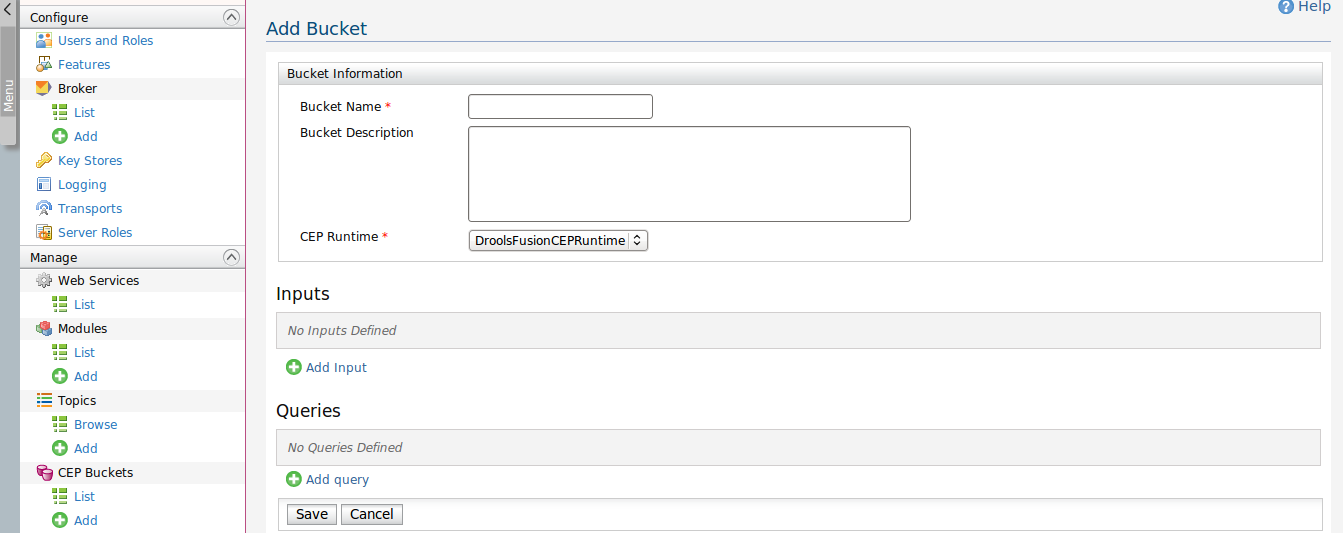 Help
Menu
Configure
Users and Roles
Features
Broker
List
Add
Key Stores
Logging
Transports
Server Roles
Manage
Web Services
List
Modules
List
Add
Topics
Browse
Add
CEP Buckets
List
Add
Add Bucket
Bucket Information
Bucket Name *
Bucket Description
CEP Runtime *
DroolsFusionCEPRuntime
Inputs
No Inputs Defined
Add Input
Queries
No Queries Defined
Add query
Save Cancel